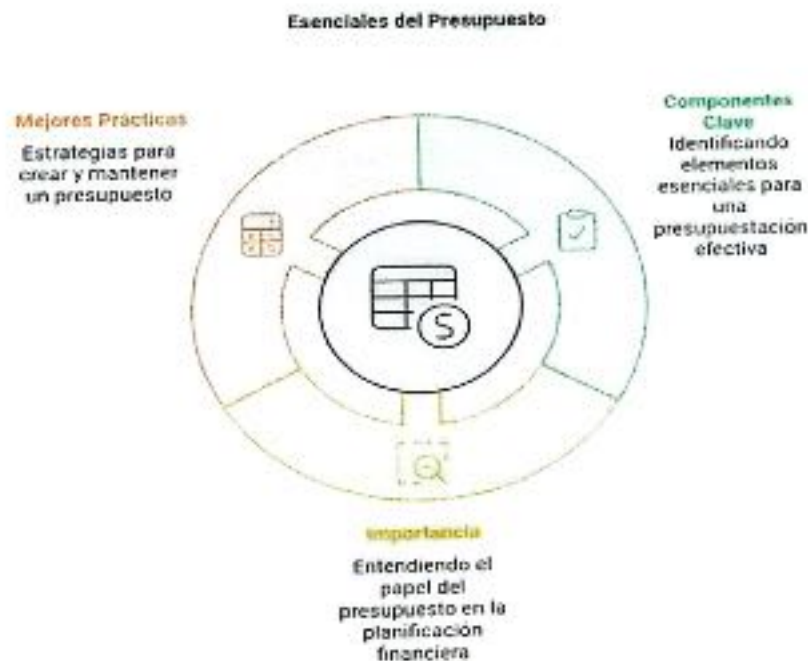 Esenciales del Presupuesto
Mejores Prácticas
Estrategias para
crear y mantener
un presupuesto
Componentes
Clave
Identificando
elementos
esenciales para
una
presupuestación
efectiva
Importancia
Entendiendo el
papel del
presupuesto en la
planificación
financiera